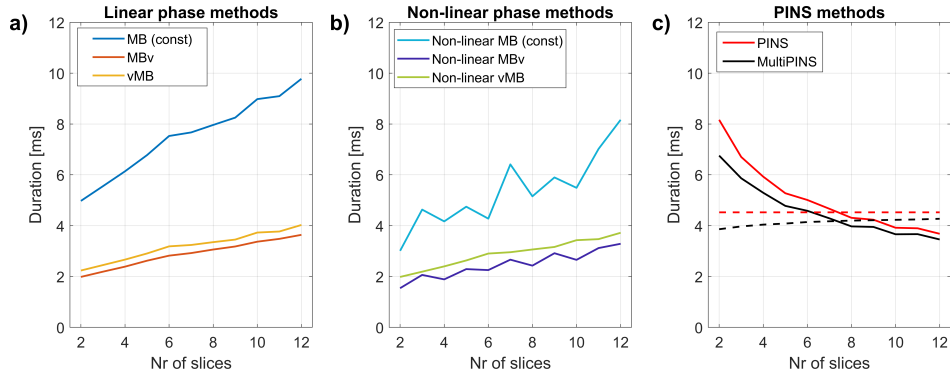 a)
Linear phase methods
MB (const)
MBv
vMB
Duration [ms]
12
10
8
6
4
2
0
2 4 6 8 10 12
Nr of slices
b)
Non-linear phase methods
Non-linear MB (const)
Non-linear MBv
Non-linear vMB
Duration [ms]
12
10
8
6
4
2
0
2 4 6 8 10 12
Nr of slices
c)
PINS methods
PINS
MultiPINS
Duration [ms]
12
10
8
6
4
2
0
2 4 6 8 10 12
Nr of slices